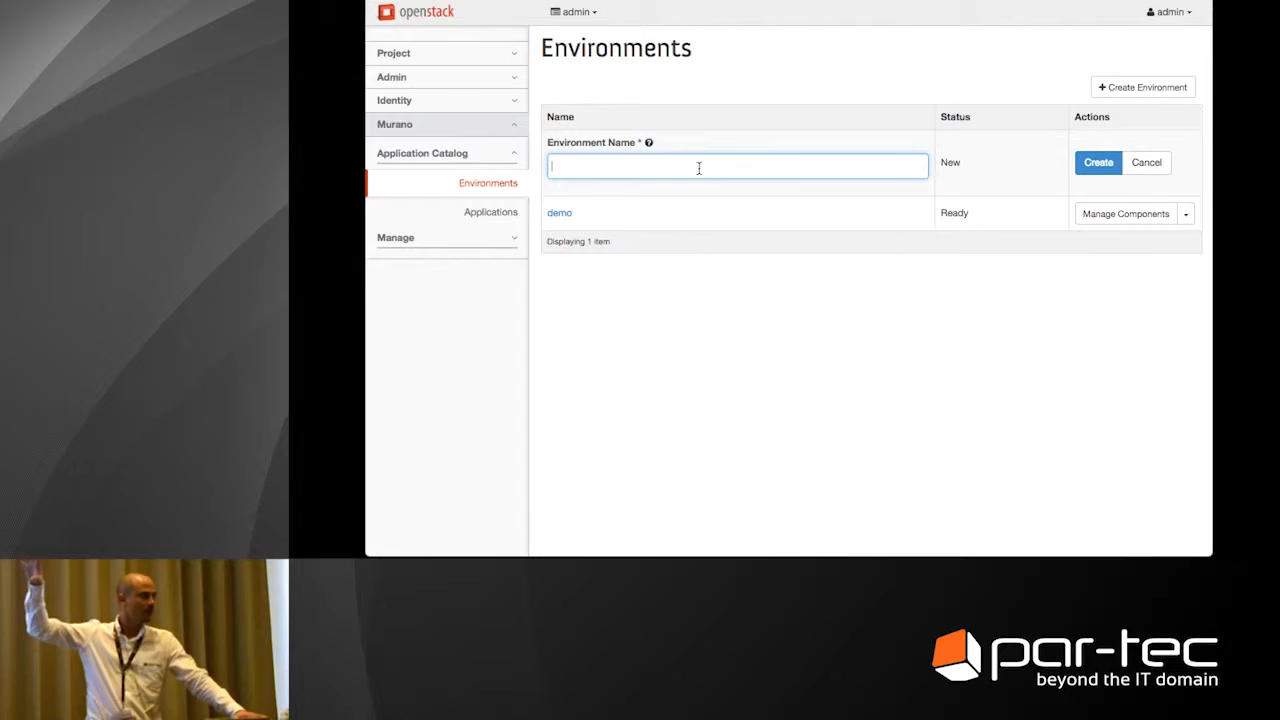 openstack
admin
admin
Project
Admin
Identity
Murano
Application Catalog
Environments
Applications
Manage
Environments
+ Create Environment
Name
Status
Actions
Environment Name *
New
Create
Cancel
demo
Ready
Manage Components
Displaying 1 item
par-tec
beyond the IT domain